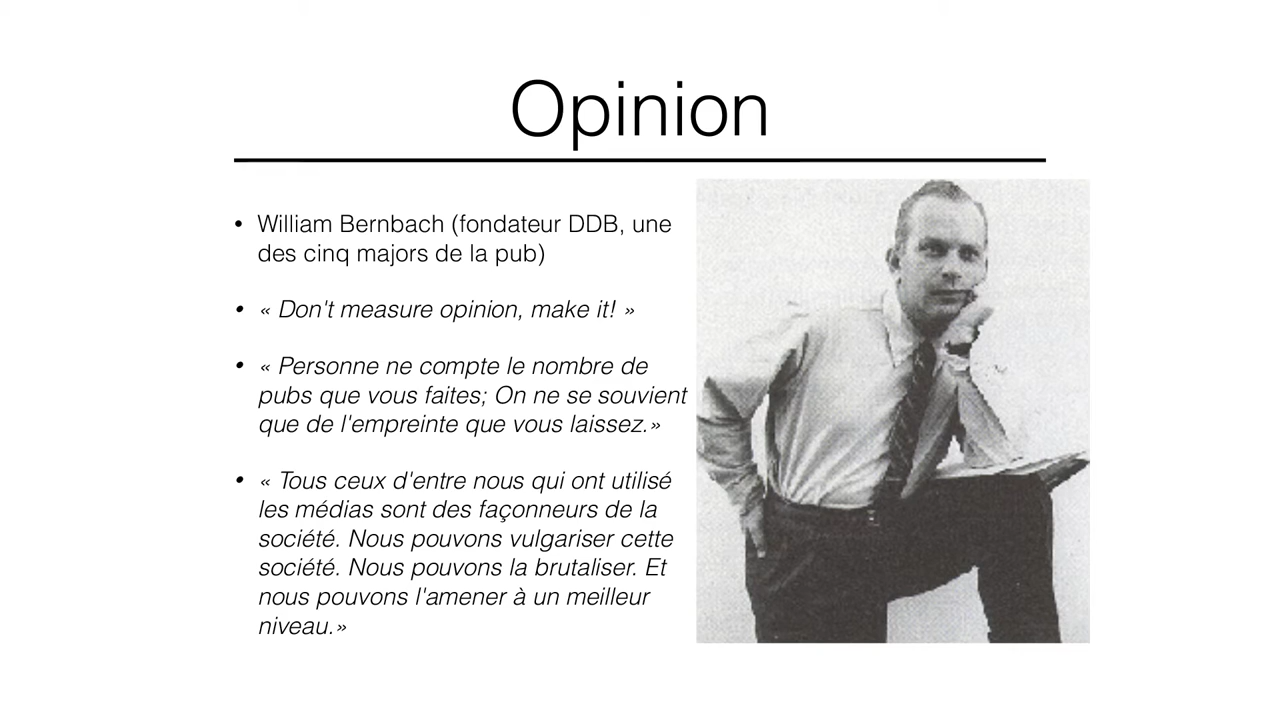 Opinion
• William Bernbach (fondateur DDB, une
des cinq majors de la pub)
• « Don't measure opinion, make it! »
• « Personne ne compte le nombre de
pubs que vous faites; On ne se souvient
que de l'empreinte que vous laissez.»
• « Tous ceux d'entre nous qui ont utilisé
les médias sont des façonneurs de la
société. Nous pouvons vulgariser cette
société. Nous pouvons la brutaliser. Et
nous pouvons l'amener à un meilleur
niveau.»